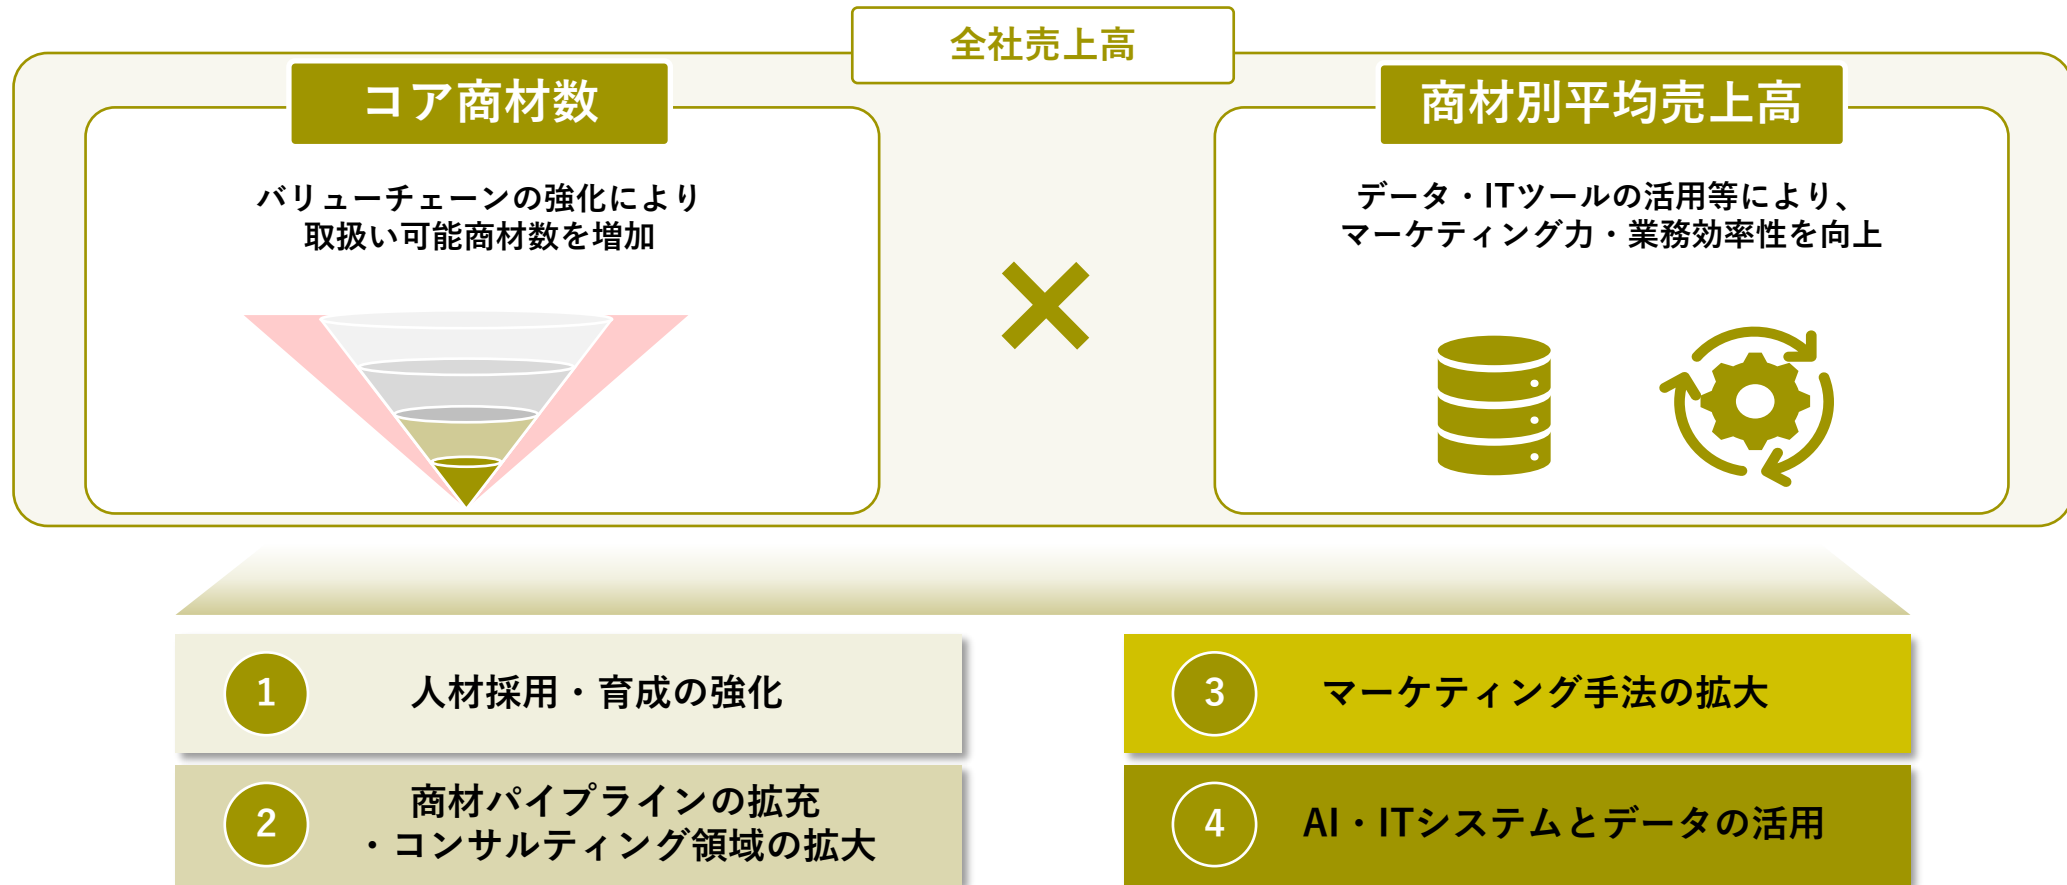 全社売上高
コア商材数
バリューチェーンの強化により
取扱い可能商材数を増加
商材別平均売上高
データ・ITツールの活用等により、
マーケティング力・業務効率性を向上
1
人材採用・育成の強化
2
商材パイプラインの拡充
・コンサルティング領域の拡大
3
マーケティング手法の拡大
4
AI・ITシステムとデータの活用